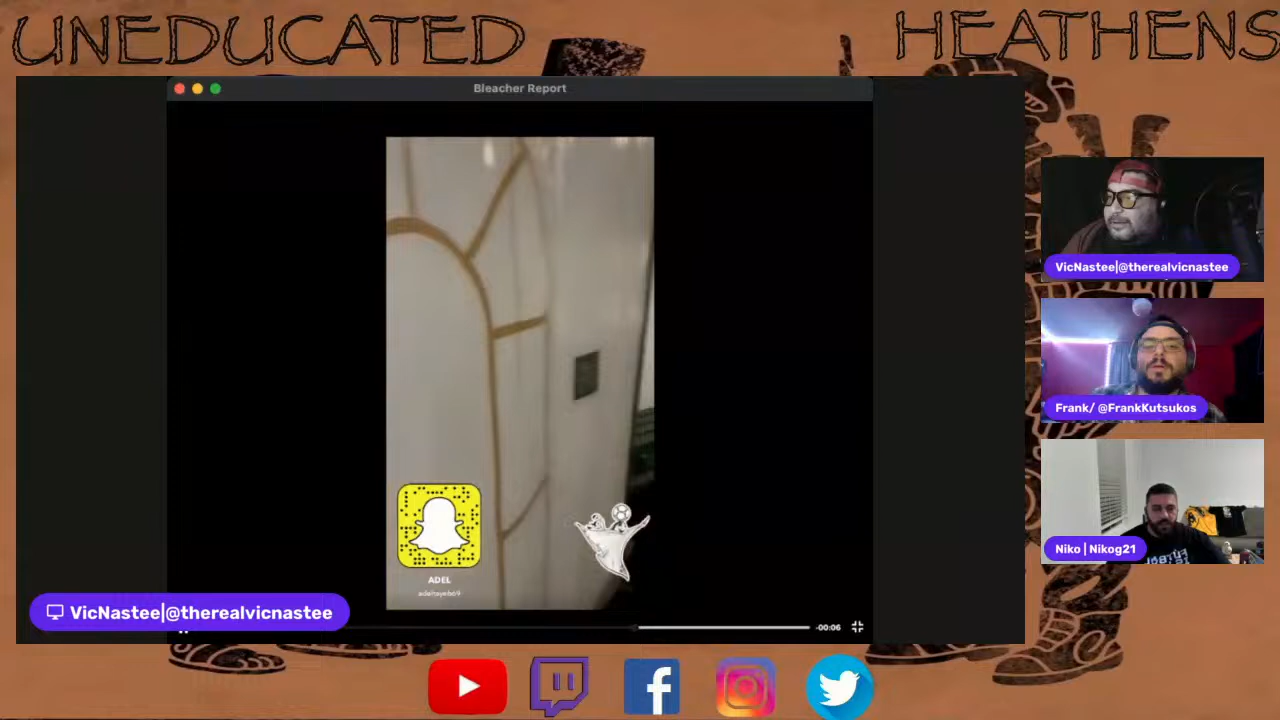 UNEDUCATED HEATHENS
Bleacher Report
VicNastee|@therealvicnastee
Frank/ @FrankKutsukos
ADEL
Niko | Nikog21
VicNastee|@therealvicnastee
-00:06